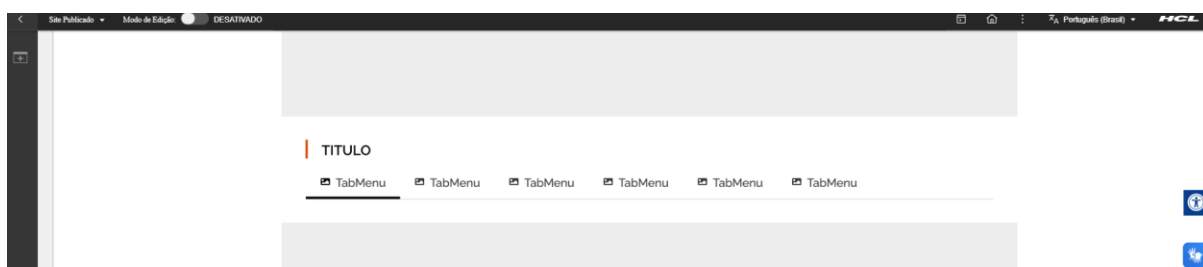 Site Publicado Modo de Edição: DESATIVADO Português (Brasil) HCL
TITULO
TabMenu TabMenu TabMenu TabMenu TabMenu TabMenu